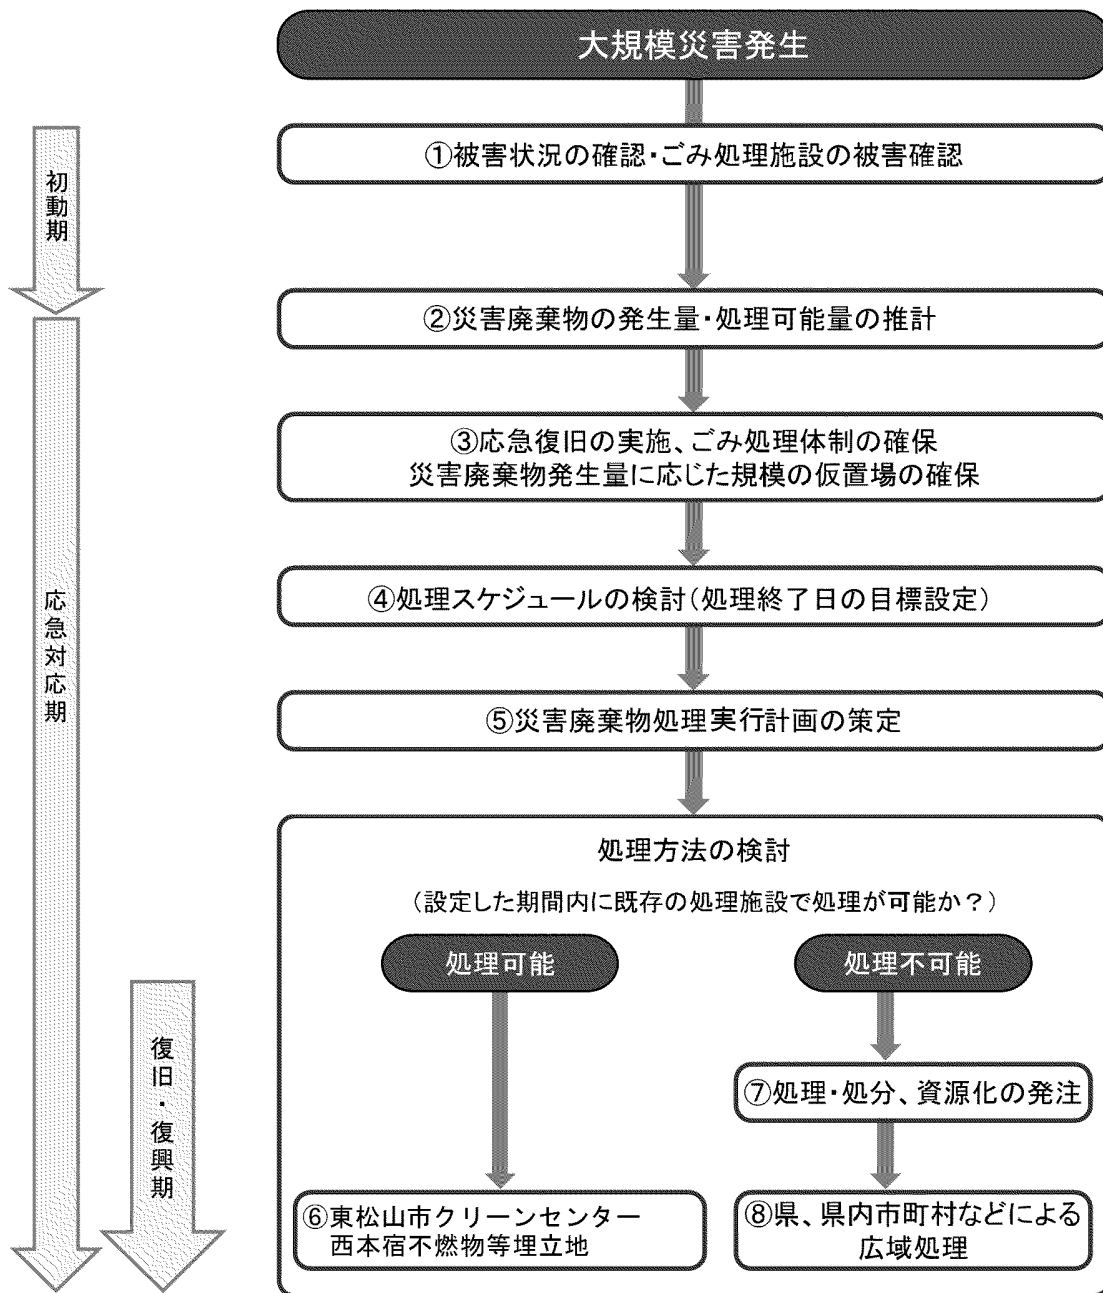 大規模災害発生
①被害状況の確認・ごみ処理施設の被害確認
初動期
②災害廃棄物の発生量・処理可能量の推計
③応急復旧の実施、ごみ処理体制の確保
災害廃棄物発生量に応じた規模の仮置場の確保
④処理スケジュールの検討(処理終了日の目標設定)
応急対応期
⑤災害廃棄物処理実行計画の策定
処理方法の検討
(設定した期間内に既存の処理施設で処理が可能か?)
処理可能
処理不可能
復旧・復興期
⑦処理・処分、資源化の発注
⑥東松山市クリーンセンター
西本宿不燃物等埋立地
⑧県、県内市町村などによる
広域処理